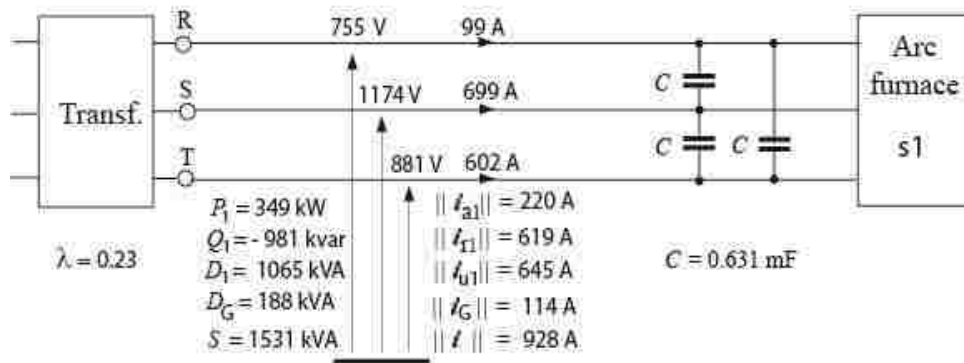 R
755 V
99 A
S
1174 V
699 A
Transf.
C
Arc
furnace
s1
T
881 V
602 A
C
C
P1 = 349 kW
Q1 = - 981 kvar
D1 = 1065 kVA
DG = 188 kVA
S = 1531 kVA
|| ia1 || = 220 A
|| ir1 || = 619 A
|| iu1 || = 645 A
|| iG || = 114 A
|| i || = 928 A
λ = 0.23
C = 0.631 mF